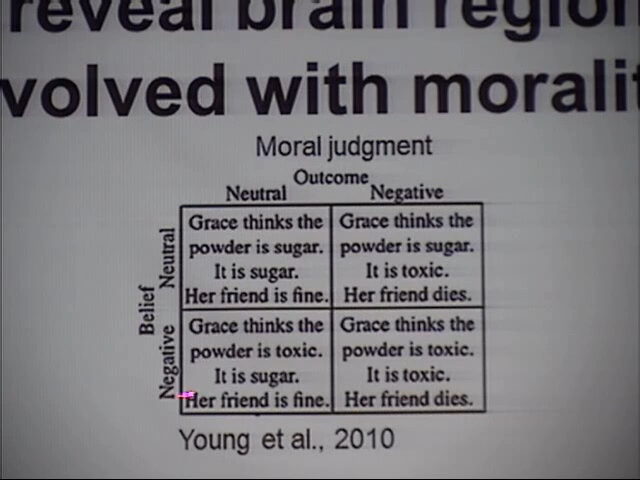 reveal brain region
volved with moralit
Moral judgment
Outcome
Neutral Negative
Belief
Neutral
Grace thinks the
powder is sugar.
It is sugar.
Her friend is fine.
Grace thinks the
powder is sugar.
It is toxic.
Her friend dies.
Negative
Grace thinks the
powder is toxic.
It is sugar.
Her friend is fine.
Grace thinks the
powder is toxic.
It is toxic.
Her friend dies.
Young et al., 2010